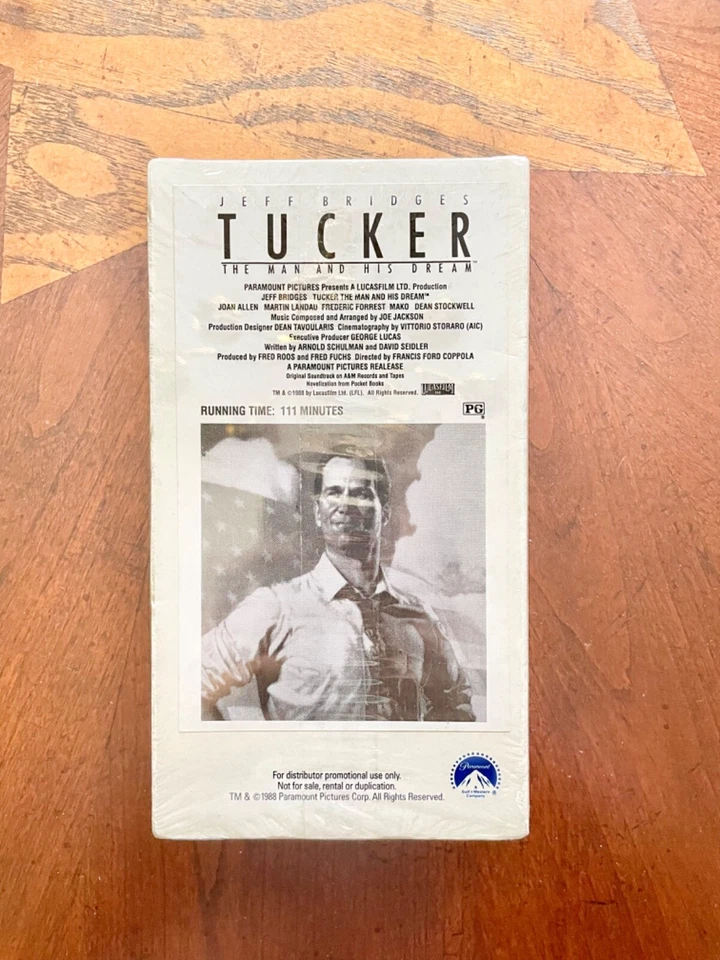 JEFF BRIDGES
TUCKER
THE MAN AND HIS DREAM™
PARAMOUNT PICTURES Presents A LUCASFILM LTD. Production
JEFF BRIDGES TUCKER THE MAN AND HIS DREAM™
JOAN ALLEN MARTIN LANDAU FREDERIC FORREST MAKO DEAN STOCKWELL
Music Composed and Arranged by JOE JACKSON
Production Designer DEAN TAVOULARIS Cinematography by VITTORIO STORARO (AIC)
Executive Producer GEORGE LUCAS
Written by ARNOLD SCHULMAN and DAVID SEIDLER
Produced by FRED ROOS and FRED FUCHS Directed by FRANCIS FORD COPPOLA
A PARAMOUNT PICTURES REALEASE
Original Soundtrack on A&M Records and Tapes
Novelization from Pocket Books
TM & ©1988 by Lucasfilm Ltd. (LFL). All Rights Reserved. LUCASFILM
RUNNING TIME: 111 MINUTES PG
For distributor promotional use only.
Not for sale, rental or duplication.
TM & ©1988 Paramount Pictures Corp. All Rights Reserved.
Paramount
Gulf+Western
Company
®